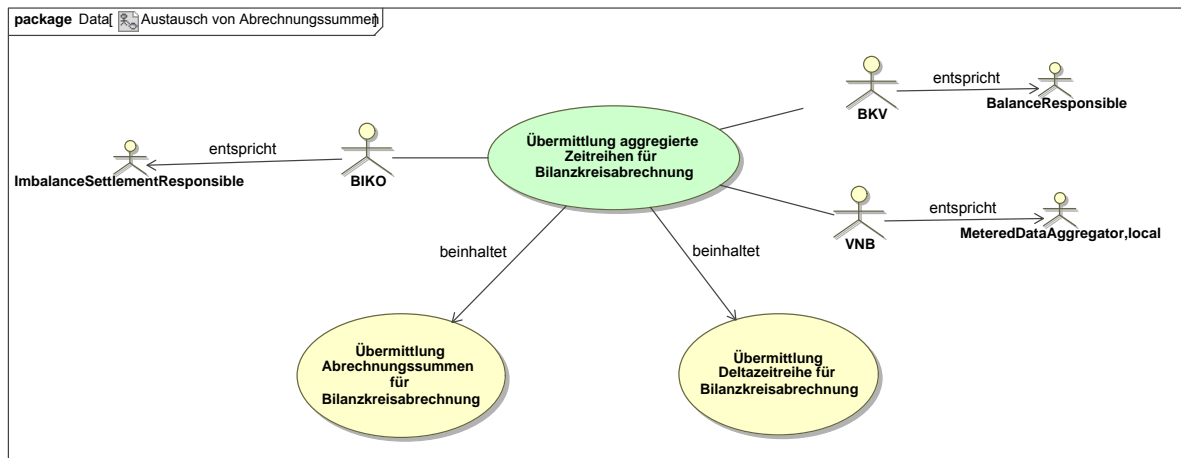 package Data[ Austausch von Abrechnungssummen]
entspricht
BKV
BalanceResponsible
Übermittlung aggregierte
Zeitreihen für
Bilanzkreisabrechnung
entspricht
ImbalanceSettlementResponsible
BIKO
entspricht
VNB
MeteredDataAggregator,local
beinhaltet
beinhaltet
Übermittlung
Abrechnungssummen
für
Bilanzkreisabrechnung
Übermittlung
Deltazeitreihe für
Bilanzkreisabrechnung